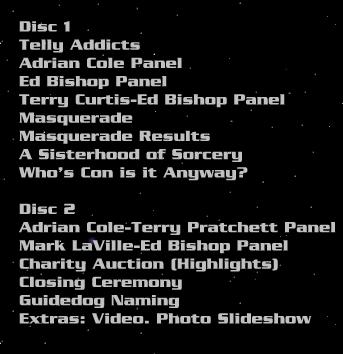 Disc 1
Telly Addicts
Adrian Cole Panel
Ed Bishop Panel
Terry Curtis-Ed Bishop Panel
Masquerade
Masquerade Results
A Sisterhood of Sorcery
Who's Con is it Anyway?
Disc 2
Adrian Cole-Terry Pratchett Panel
Mark LaVille-Ed Bishop Panel
Charity Auction (Highlights)
Closing Ceremony
Guidedog Naming
Extras: Video. Photo Slideshow